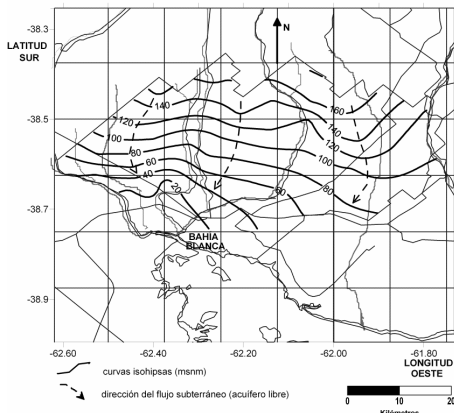 -38.3
LATITUD
SUR
N
140
160
-38.5
120
140
100
120
80
100
60
80
40
20
60
-38.7
BAHIA
BLANCA
-38.9
-62.60
-62.40
-62.20
-62.00
-61.80
LONGITUD
OESTE
curvas isohipsas (msnm)
dirección del flujo subterráneo (acuífero libre)
0
10
20
Kilómetros